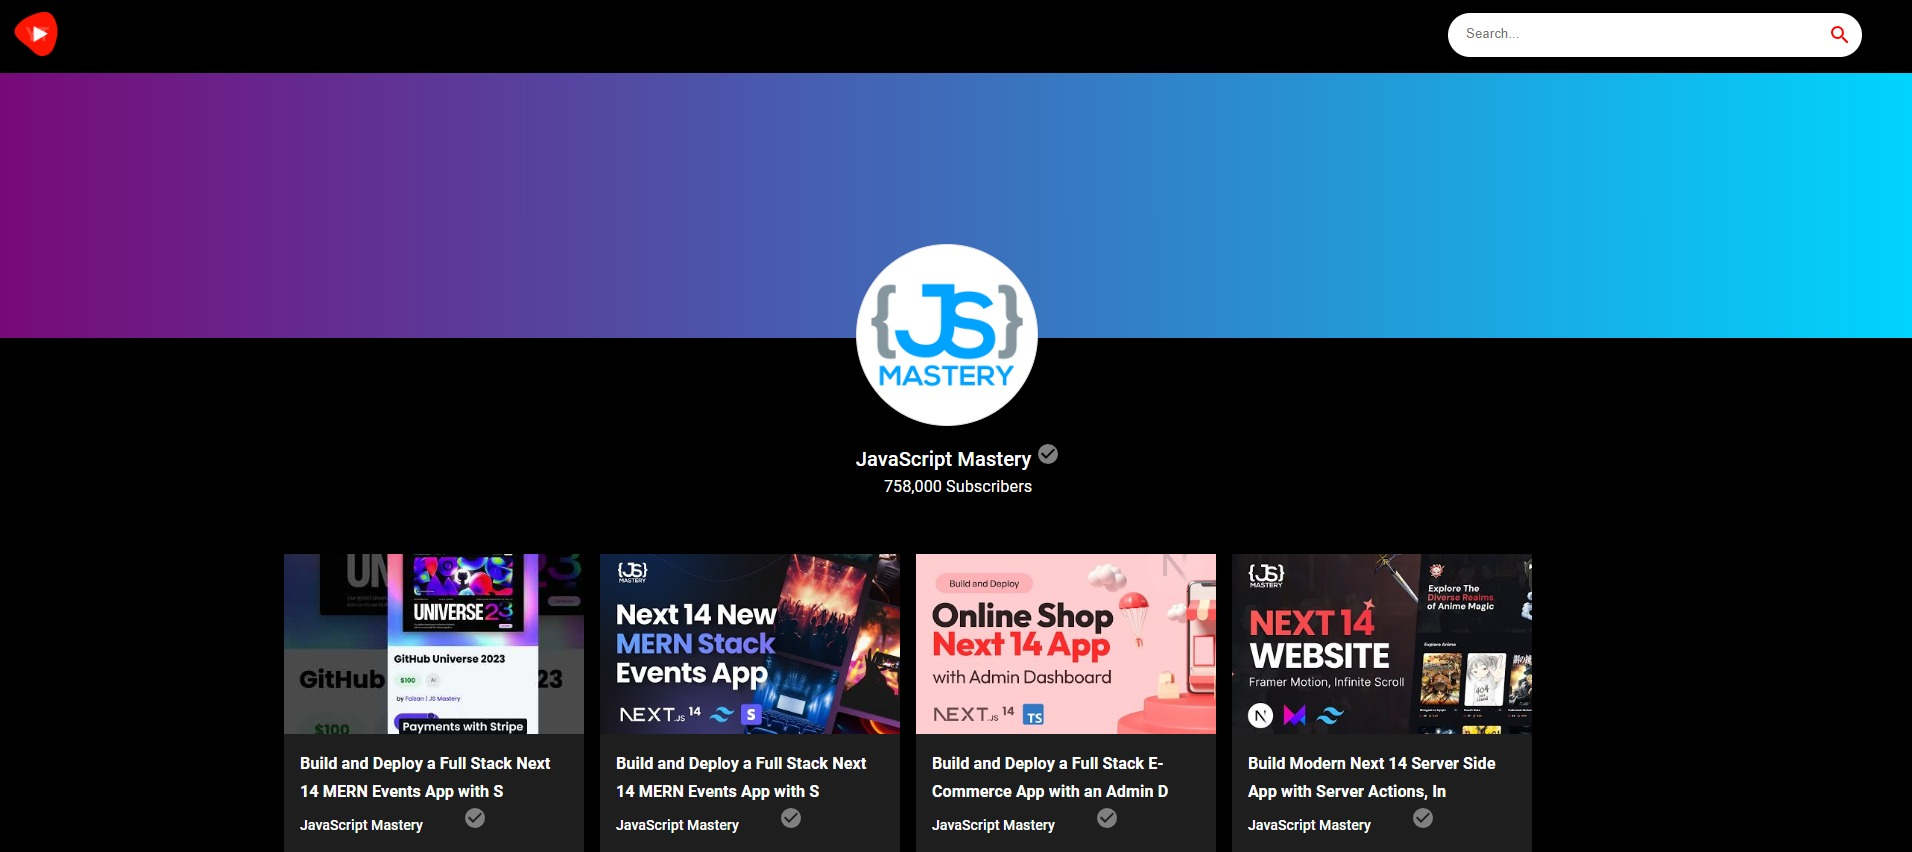 Search...
{JS}
MASTERY
JavaScript Mastery
758,000 Subscribers
UN
UNIVERSE23
GitHub Universe 2023
$100
AI
by Faizan | JS Mastery
GitHub
23
$100
Payments with Stripe
Build and Deploy a Full Stack Next
14 MERN Events App with S
JavaScript Mastery
{JS}
MASTERY
Next 14 New
MERN Stack
Events App
NEXT.JS 14
S
Build and Deploy a Full Stack Next
14 MERN Events App with S
JavaScript Mastery
Build and Deploy
Online Shop
Next 14 App
with Admin Dashboard
NEXT.JS 14
TS
Build and Deploy a Full Stack E-
Commerce App with an Admin D
JavaScript Mastery
{JS}
MASTERY
NEXT 14
WEBSITE
Framer Motion, Infinite Scroll
N
Explore The
Diverse Realms
of Anime Magic
Explore Anime
Build Modern Next 14 Server Side
App with Server Actions, In
JavaScript Mastery